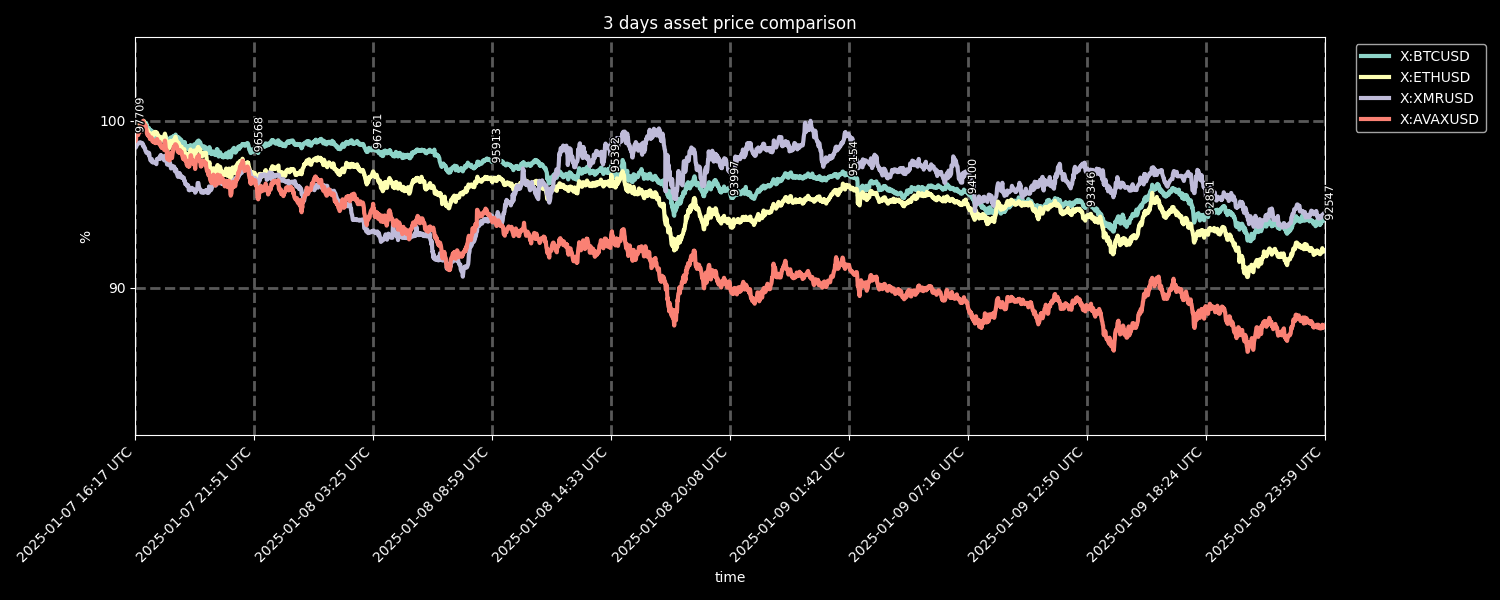 3 days asset price comparison
X:BTCUSD
X:ETHUSD
X:XMRUSD
X:AVAXUSD
100
90
%
97709
96568
96761
95913
95392
93997
95154
94100
93346
92851
92547
2025-01-07 16:17 UTC
2025-01-07 21:51 UTC
2025-01-08 03:25 UTC
2025-01-08 08:59 UTC
2025-01-08 14:33 UTC
2025-01-08 20:08 UTC
2025-01-09 01:42 UTC
2025-01-09 07:16 UTC
2025-01-09 12:50 UTC
2025-01-09 18:24 UTC
2025-01-09 23:59 UTC
time